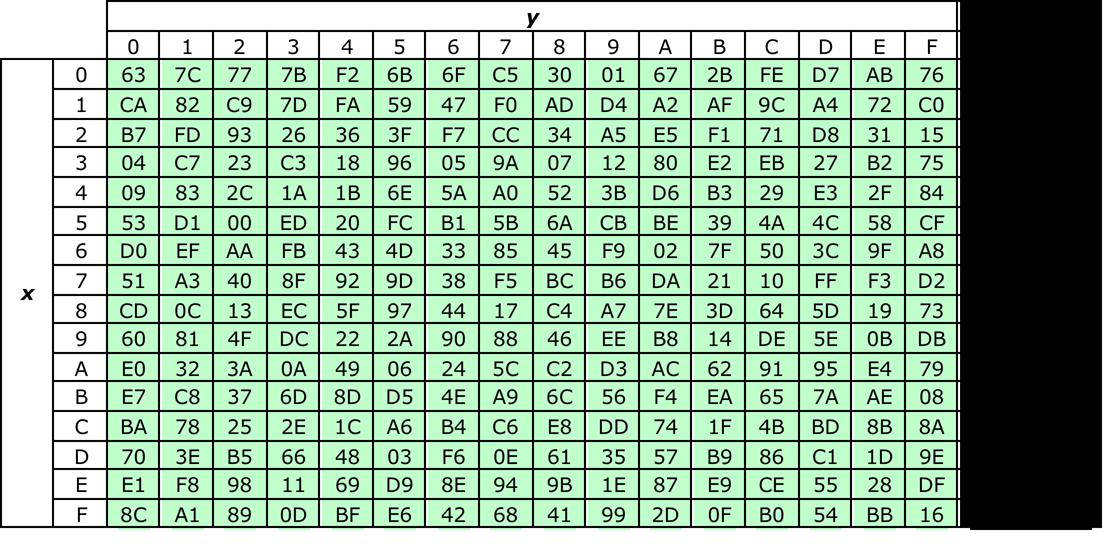 y
0 1 2 3 4 5 6 7 8 9 A B C D E F
0 63 7C 77 7B F2 6B 6F C5 30 01 67 2B FE D7 AB 76
1 CA 82 C9 7D FA 59 47 F0 AD D4 A2 AF 9C A4 72 C0
2 B7 FD 93 26 36 3F F7 CC 34 A5 E5 F1 71 D8 31 15
3 04 C7 23 C3 18 96 05 9A 07 12 80 E2 EB 27 B2 75
4 09 83 2C 1A 1B 6E 5A A0 52 3B D6 B3 29 E3 2F 84
5 53 D1 00 ED 20 FC B1 5B 6A CB BE 39 4A 4C 58 CF
6 D0 EF AA FB 43 4D 33 85 45 F9 02 7F 50 3C 9F A8
7 51 A3 40 8F 92 9D 38 F5 BC B6 DA 21 10 FF F3 D2
x
8 CD 0C 13 EC 5F 97 44 17 C4 A7 7E 3D 64 5D 19 73
9 60 81 4F DC 22 2A 90 88 46 EE B8 14 DE 5E 0B DB
A E0 32 3A 0A 49 06 24 5C C2 D3 AC 62 91 95 E4 79
B E7 C8 37 6D 8D D5 4E A9 6C 56 F4 EA 65 7A AE 08
C BA 78 25 2E 1C A6 B4 C6 E8 DD 74 1F 4B BD 8B 8A
D 70 3E B5 66 48 03 F6 0E 61 35 57 B9 86 C1 1D 9E
E E1 F8 98 11 69 D9 8E 94 9B 1E 87 E9 CE 55 28 DF
F 8C A1 89 0D BF E6 42 68 41 99 2D 0F B0 54 BB 16